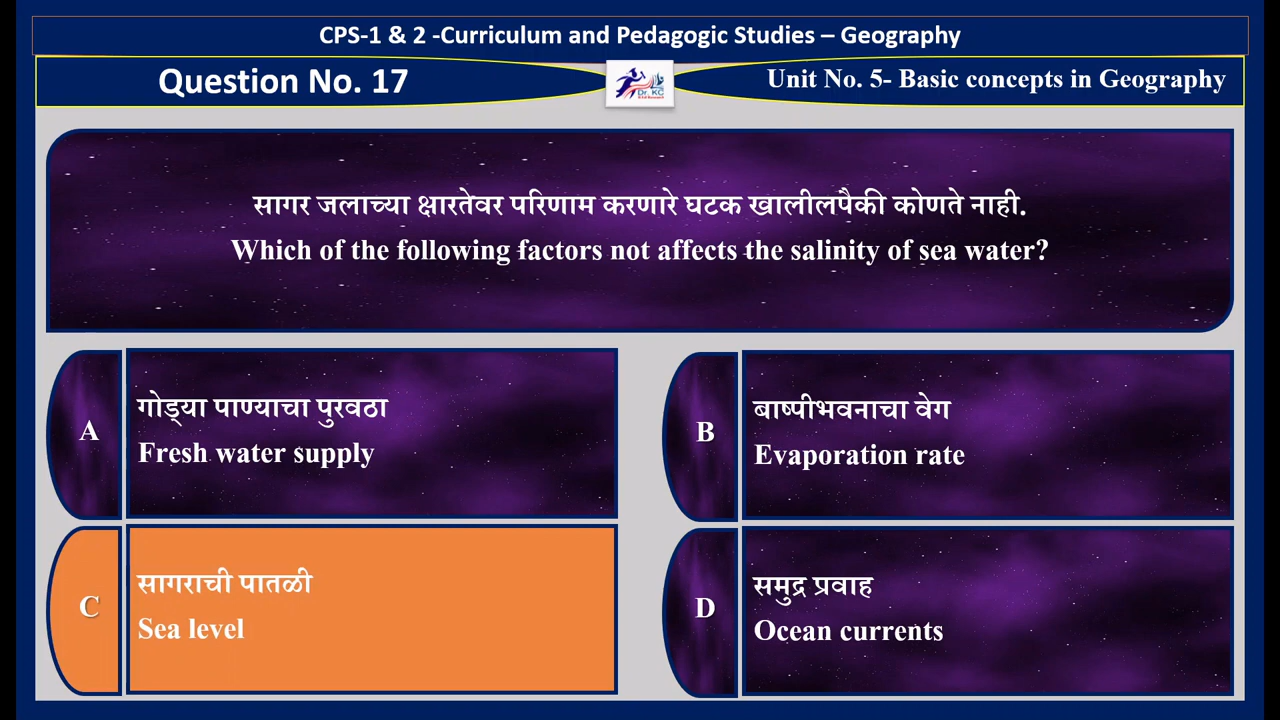 CPS-1 & 2 -Curriculum and Pedagogic Studies – Geography
Question No. 17
Dr. KC
Unit No. 5- Basic concepts in Geography
सागर जलाच्या क्षारतेवर परिणाम करणारे घटक खालीलपैकी कोणते नाही.
Which of the following factors not affects the salinity of sea water?
A
गोड्या पाण्याचा पुरवठा
Fresh water supply
B
बाष्पीभवनाचा वेग
Evaporation rate
C
सागराची पातळी
Sea level
D
समुद्र प्रवाह
Ocean currents